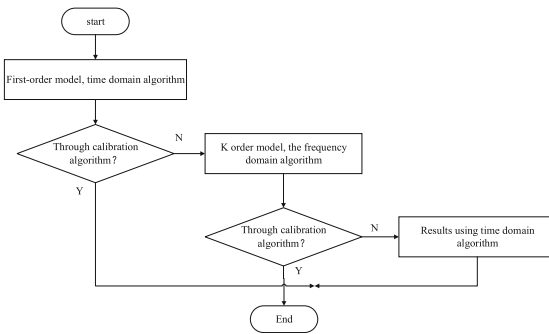 start
First-order model, time domain algorithm
Through calibration
algorithm?
N
K order model, the frequency
domain algorithm
Y
Through calibration
algorithm?
N
Results using time domain
algorithm
Y
End